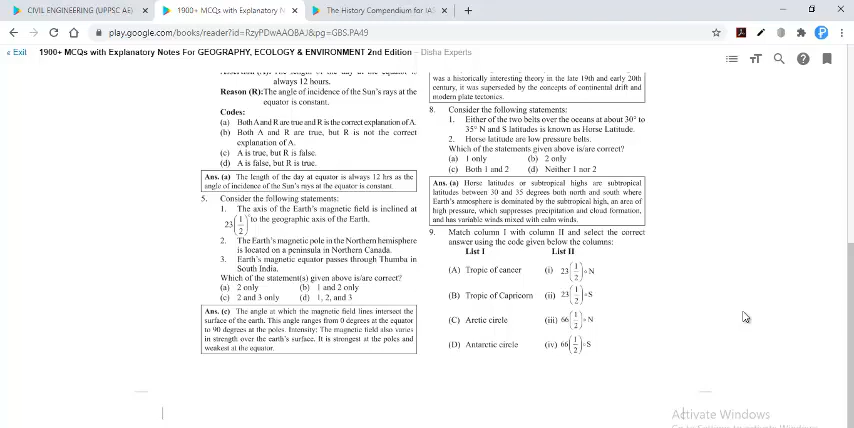 CIVIL ENGINEERING (UPPSC AE)
1900+ MCQs with Explanatory N
The History Compendium for IAS
play.google.com/books/reader?id=RzyPDwAAQBAJ&pg=GBS.PA49
« Exit 1900+ MCQs with Explanatory Notes For GEOGRAPHY, ECOLOGY & ENVIRONMENT 2nd Edition – Disha Experts
Assertion (A): The length of the day at equator is
always 12 hours.
Reason (R):The angle of incidence of the Sun's rays at the
equator is constant.
Codes:
(a) Both A and R are true and R is the correct explanation of A.
(b) Both A and R are true, but R is not the correct
explanation of A.
(c) A is true, but R is false.
(d) A is false, but R is true.
Ans. (a) The length of the day at equator is always 12 hrs as the
angle of incidence of the Sun's rays at the equator is constant.
5. Consider the following statements:
1. The axis of the Earth's magnetic field is inclined at
23(1/2)° to the geographic axis of the Earth.
2. The Earth's magnetic pole in the Northern hemisphere
is located on a peninsula in Northern Canada.
3. Earth's magnetic equator passes through Thumba in
South India.
Which of the statement(s) given above is/are correct?
(a) 2 only (b) 1 and 2 only
(c) 2 and 3 only (d) 1, 2, and 3
Ans. (c) The angle at which the magnetic field lines intersect the
surface of the earth. This angle ranges from 0 degrees at the equator
to 90 degrees at the poles. Intensity: The magnetic field also varies
in strength over the earth's surface. It is strongest at the poles and
weakest at the equator.
was a historically interesting theory in the late 19th and early 20th
century, it was superseded by the concepts of continental drift and
modern plate tectonics.
8. Consider the following statements:
1. Either of the two belts over the oceans at about 30° to
35° N and S latitudes is known as Horse Latitude.
2. Horse latitude are low pressure belts.
Which of the statements given above is/are correct?
(a) 1 only (b) 2 only
(c) Both 1 and 2 (d) Neither 1 nor 2
Ans. (a) Horse latitudes or subtropical highs are subtropical
latitudes between 30 and 35 degrees both north and south where
Earth's atmosphere is dominated by the subtropical high, an area of
high pressure, which suppresses precipitation and cloud formation,
and has variable winds mixed with calm winds.
9. Match column I with column II and select the correct
answer using the code given below the columns:
List I List II
(A) Tropic of cancer (i) 23(1/2)° N
(B) Tropic of Capricorn (ii) 23(1/2)° S
(C) Arctic circle (iii) 66(1/2)° N
(D) Antarctic circle (iv) 66(1/2)° S
Activate Windows